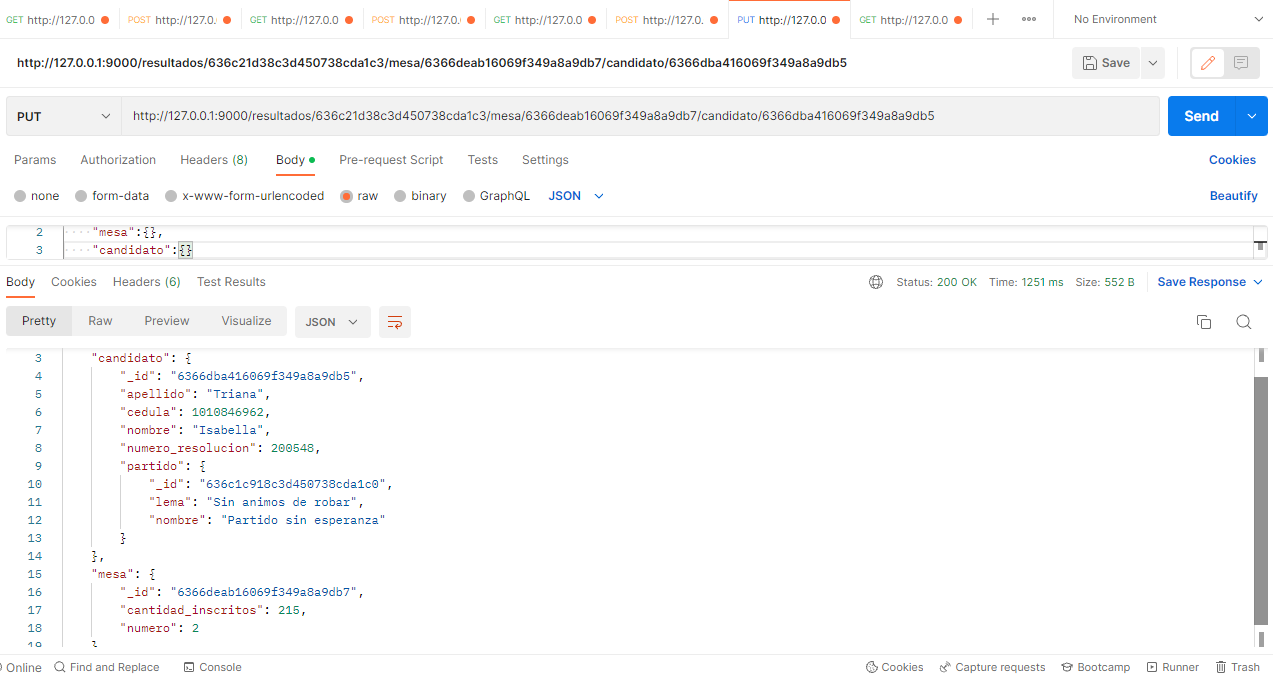 GET http://127.0.0 POST http://127.0. GET http://127.0.0 POST http://127.0. GET http://127.0.0 POST http://127.0. PUT http://127.0.0 GET http://127.0.0 No Environment
http://127.0.0.1:9000/resultados/636c21d38c3d450738cda1c3/mesa/6366deab16069f349a8a9db7/candidato/6366dba416069f349a8a9db5 Save
PUT http://127.0.0.1:9000/resultados/636c21d38c3d450738cda1c3/mesa/6366deab16069f349a8a9db7/candidato/6366dba416069f349a8a9db5 Send
Params Authorization Headers (8) Body Pre-request Script Tests Settings Cookies
none form-data x-www-form-urlencoded raw binary GraphQL JSON Beautify
2 "mesa":{},
3 "candidato":{}
Body Cookies Headers (6) Test Results Status: 200 OK Time: 1251 ms Size: 552 B Save Response
Pretty Raw Preview Visualize JSON
3 "candidato": {
4 "_id": "6366dba416069f349a8a9db5",
5 "apellido": "Triana",
6 "cedula": 1010846962,
7 "nombre": "Isabella",
8 "numero_resolucion": 200548,
9 "partido": {
10 "_id": "636c1c918c3d450738cda1c0",
11 "lema": "Sin animos de robar",
12 "nombre": "Partido sin esperanza"
13 }
14 },
15 "mesa": {
16 "_id": "6366deab16069f349a8a9db7",
17 "cantidad_inscritos": 215,
18 "numero": 2
19 }
Online Find and Replace Console Cookies Capture requests Bootcamp Runner Trash